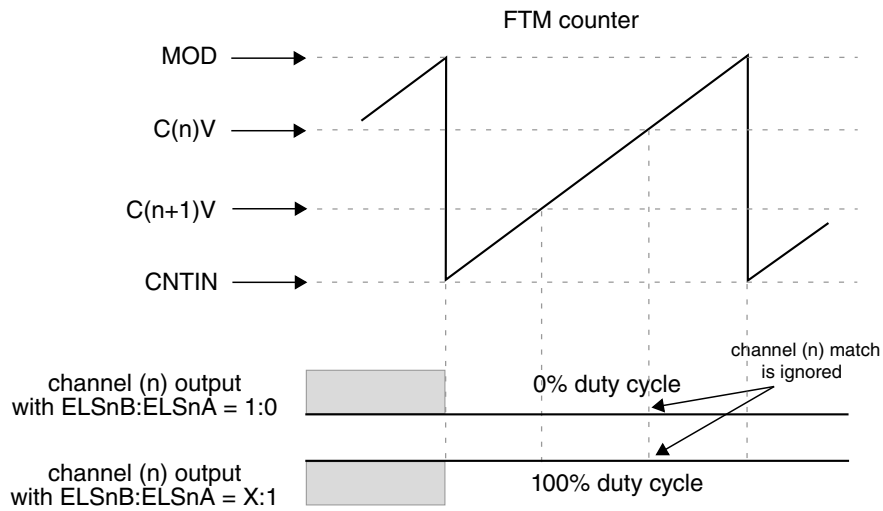 FTM counter
MOD
C(n)V
C(n+1)V
CNTIN
channel (n) match
is ignored
channel (n) output
with ELSnB:ELSnA = 1:0
0% duty cycle
channel (n) output
with ELSnB:ELSnA = X:1
100% duty cycle